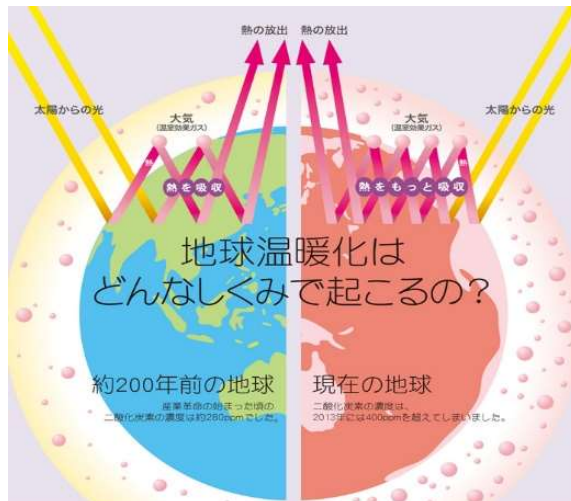 熱の放出
熱の放出
太陽からの光
大気
(温室効果ガス)
熱
熱を吸収
大気
(温室効果ガス)
太陽からの光
熱
熱をもっと吸収
地球温暖化は
どんなしくみで起こるの？
約200年前の地球
産業革命の始まった頃の
二酸化炭素の濃度は約280ppmでした。
現在の地球
二酸化炭素の濃度は、
2013年には400ppmを超えてしまいました。